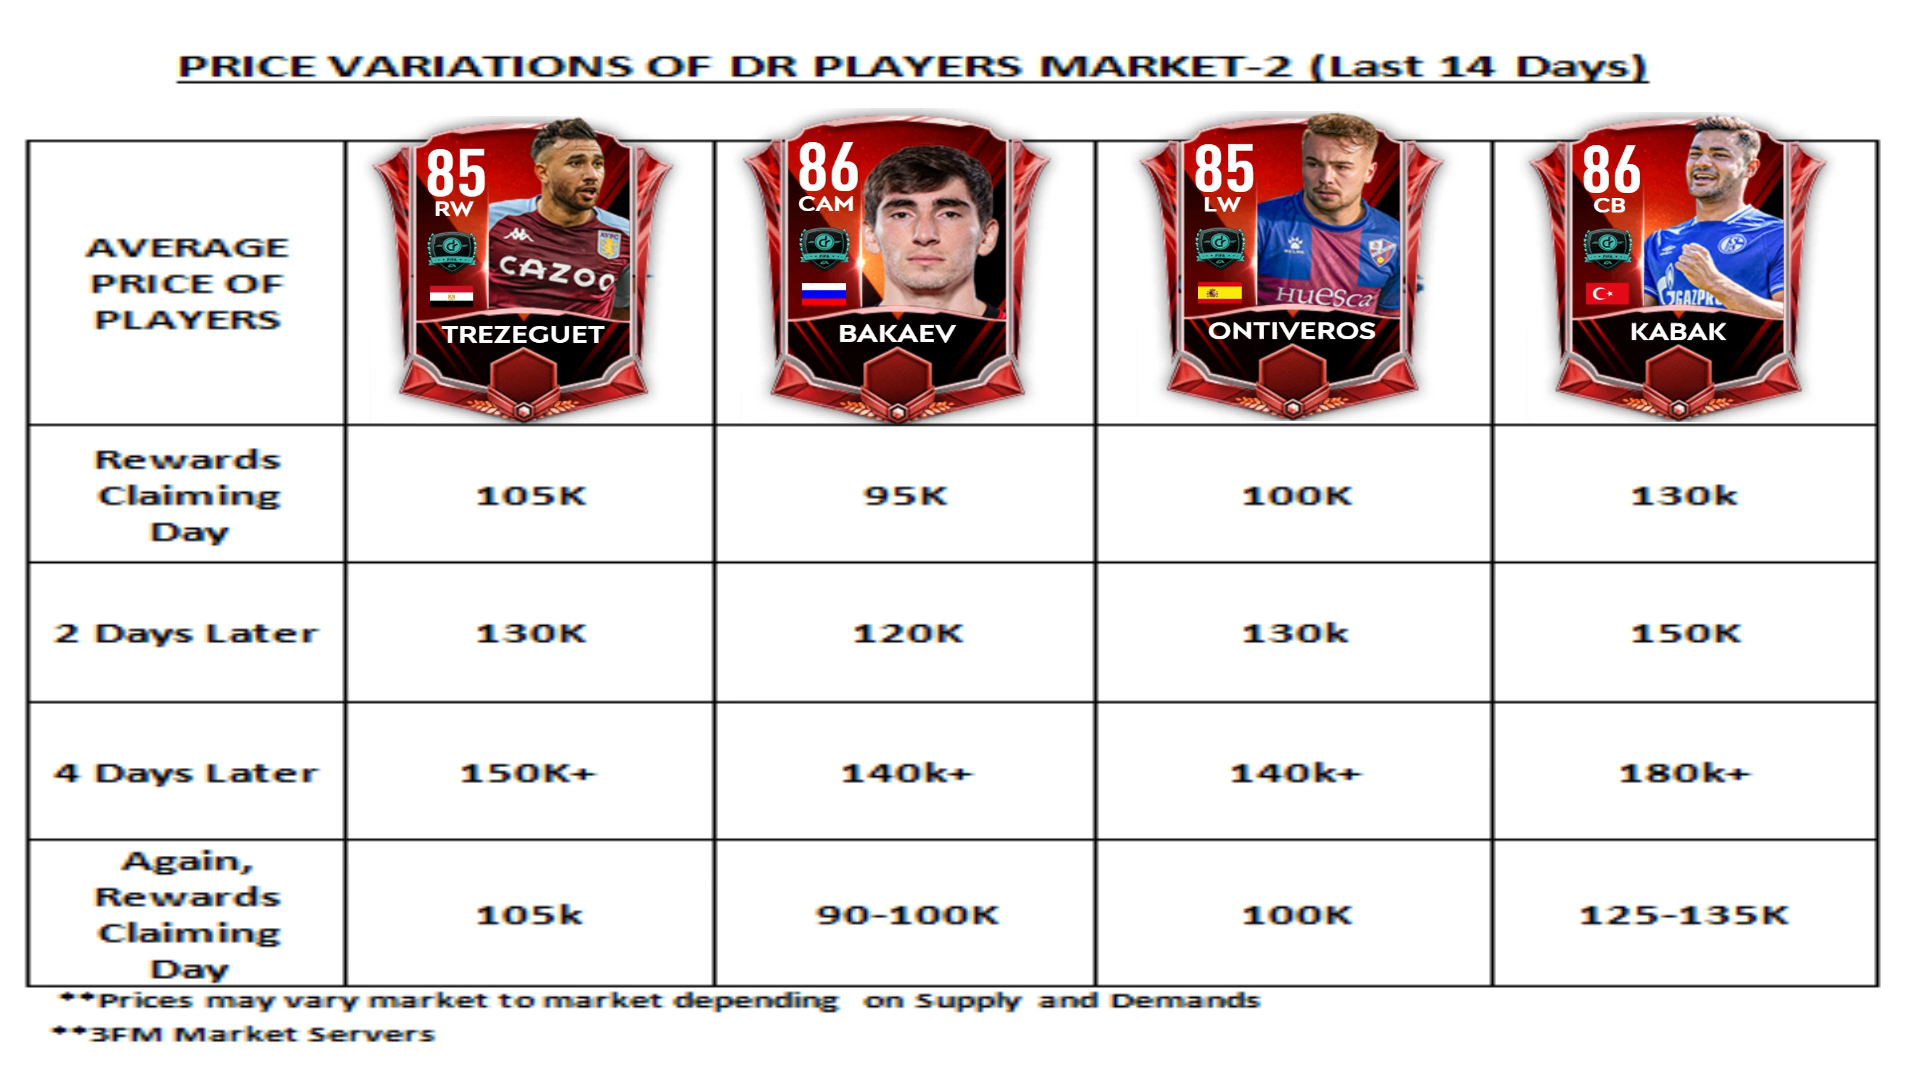 PRICE VARIATIONS OF DR PLAYERS MARKET-2 (Last 14 Days)
AVERAGE
PRICE OF
PLAYERS
85
RW
CAZOO
TREZEGUET
86
CAM
BAKAEV
85
LW
Huesca
ONTIVEROS
86
CB
GAZPR
KABAK
Rewards
Claiming
Day
105K
95K
100K
130k
2 Days Later
130K
120K
130k
150K
4 Days Later
150K+
140k+
140k+
180k+
Again,
Rewards
Claiming
Day
105k
90-100K
100K
125-135K
**Prices may vary market to market depending on Supply and Demands
**3FM Market Servers